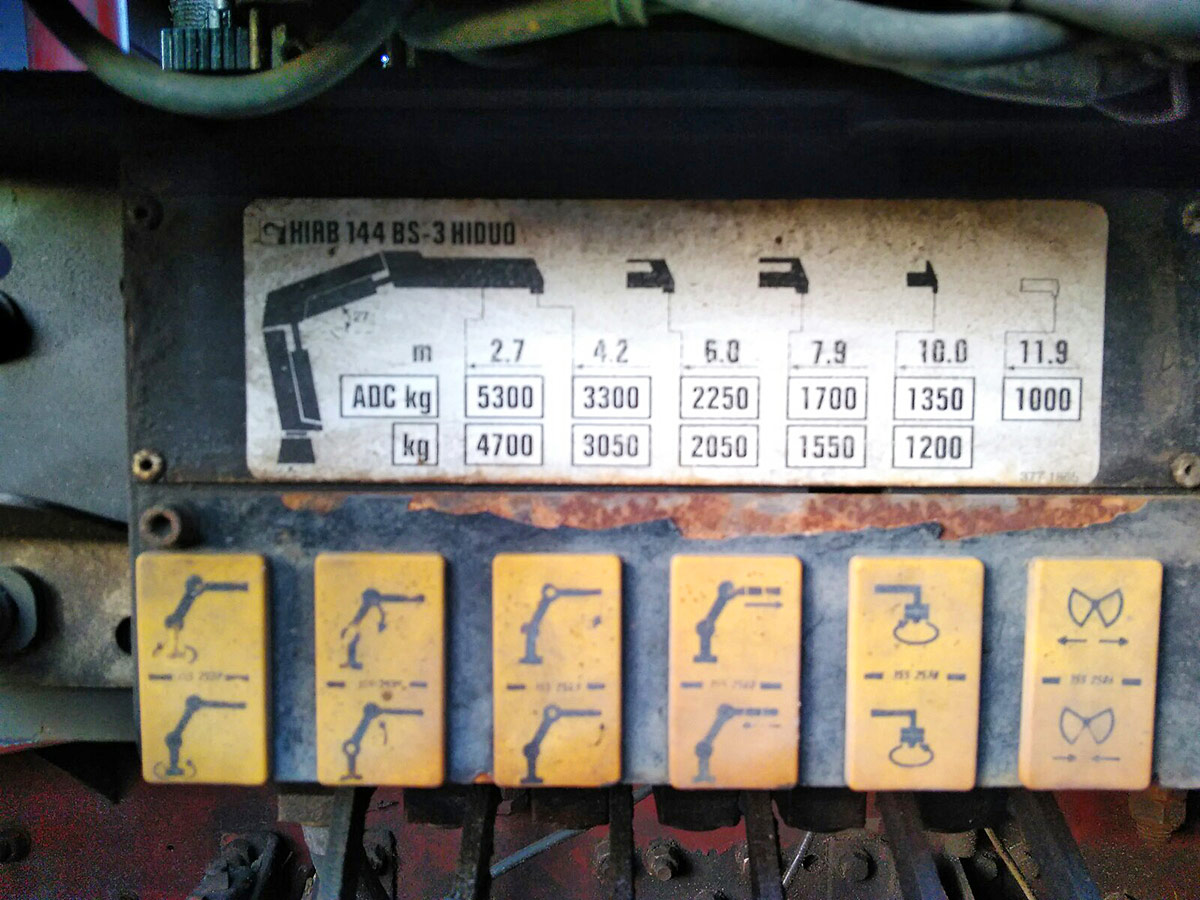 HIAB 144 BS-3 HIDUO
27
m 2.7 4.2 6.0 7.9 10.0 11.9
ADC kg 5300 3300 2250 1700 1350 1000
kg 4700 3050 2050 1550 1200